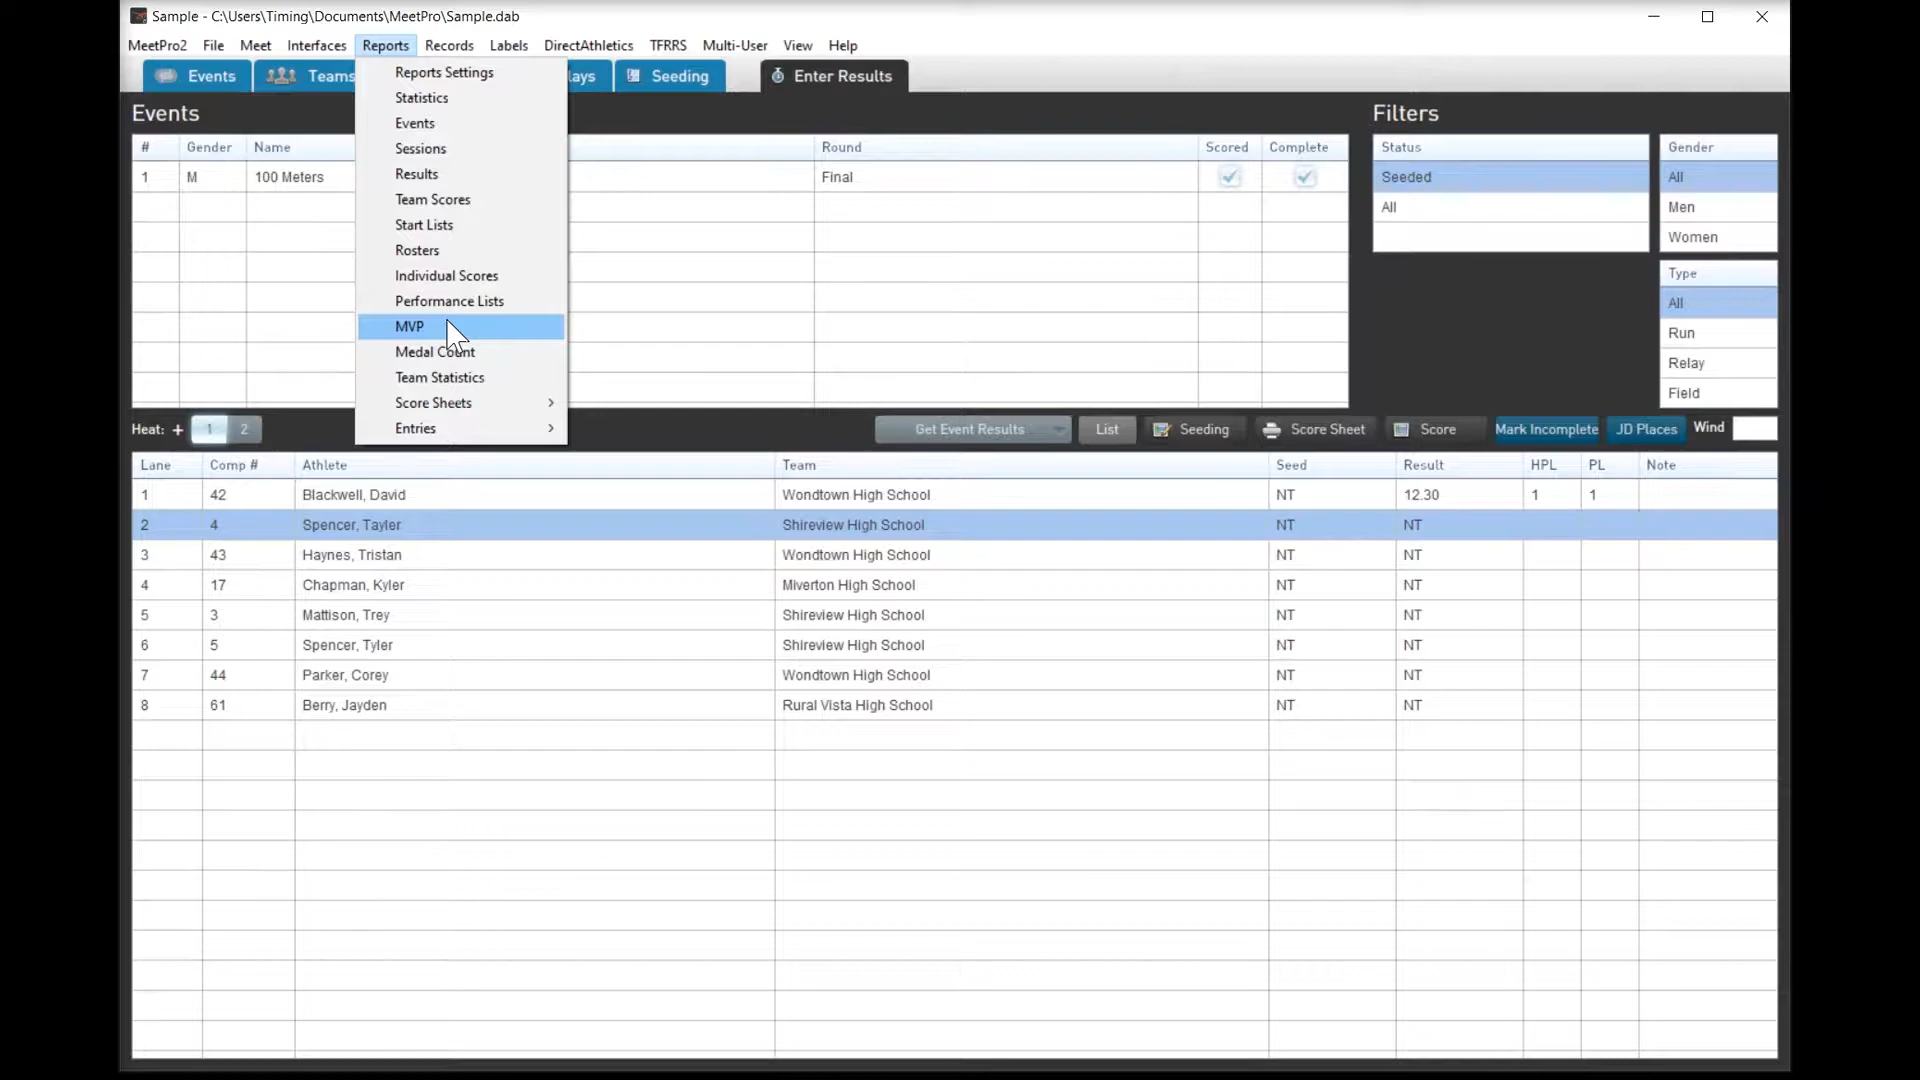 Sample - C:\Users\Timing\Documents\MeetPro\Sample.dab
MeetPro2 File Meet Interfaces Reports Records Labels DirectAthletics TFRRS Multi-User View Help
Events Teams lays Seeding Enter Results
Reports Settings
Statistics
Events
Sessions
Results
Team Scores
Start Lists
Rosters
Individual Scores
Performance Lists
MVP
Medal Count
Team Statistics
Score Sheets
Entries
Events
# Gender Name Round Scored Complete
1 M 100 Meters Final
Filters
Status
Seeded
All
Gender
All
Men
Women
Type
All
Run
Relay
Field
Heat: + 1 2 Get Event Results List Seeding Score Sheet Score Mark Incomplete JD Places Wind
Lane Comp # Athlete Team Seed Result HPL PL Note
1 42 Blackwell, David Wondtown High School NT 12.30 1 1
2 4 Spencer, Tayler Shireview High School NT NT
3 43 Haynes, Tristan Wondtown High School NT NT
4 17 Chapman, Kyler Miverton High School NT NT
5 3 Mattison, Trey Shireview High School NT NT
6 5 Spencer, Tyler Shireview High School NT NT
7 44 Parker, Corey Wondtown High School NT NT
8 61 Berry, Jayden Rural Vista High School NT NT